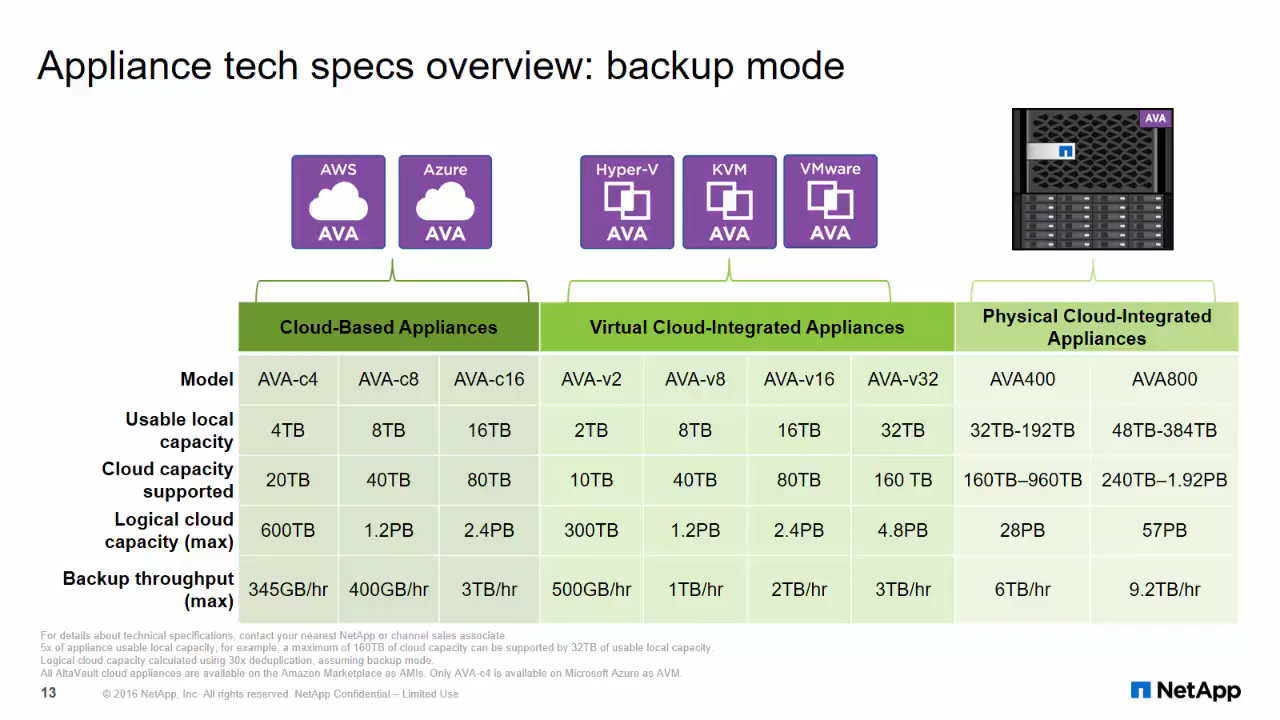 Appliance tech specs overview: backup mode
AVA
AWS
AVA
Azure
AVA
Hyper-V
AVA
KVM
AVA
VMware
AVA
Cloud-Based Appliances Virtual Cloud-Integrated Appliances Physical Cloud-Integrated
Appliances
Model AVA-c4 AVA-c8 AVA-c16 AVA-v2 AVA-v8 AVA-v16 AVA-v32 AVA400 AVA800
Usable local
capacity 4TB 8TB 16TB 2TB 8TB 16TB 32TB 32TB-192TB 48TB-384TB
Cloud capacity
supported 20TB 40TB 80TB 10TB 40TB 80TB 160 TB 160TB–960TB 240TB–1.92PB
Logical cloud
capacity (max) 600TB 1.2PB 2.4PB 300TB 1.2PB 2.4PB 4.8PB 28PB 57PB
Backup throughput
(max) 345GB/hr 400GB/hr 3TB/hr 500GB/hr 1TB/hr 2TB/hr 3TB/hr 6TB/hr 9.2TB/hr
For details about technical specifications, contact your nearest NetApp or channel sales associate.
5x of appliance usable local capacity; for example, a maximum of 160TB of cloud capacity can be supported by 32TB of usable local capacity.
Logical cloud capacity calculated using 30x deduplication, assuming backup mode.
All AltaVault cloud appliances are available on the Amazon Marketplace as AMIs. Only AVA-c4 is available on Microsoft Azure as AVM.
13 © 2016 NetApp, Inc. All rights reserved. NetApp Confidential – Limited Use
NetApp